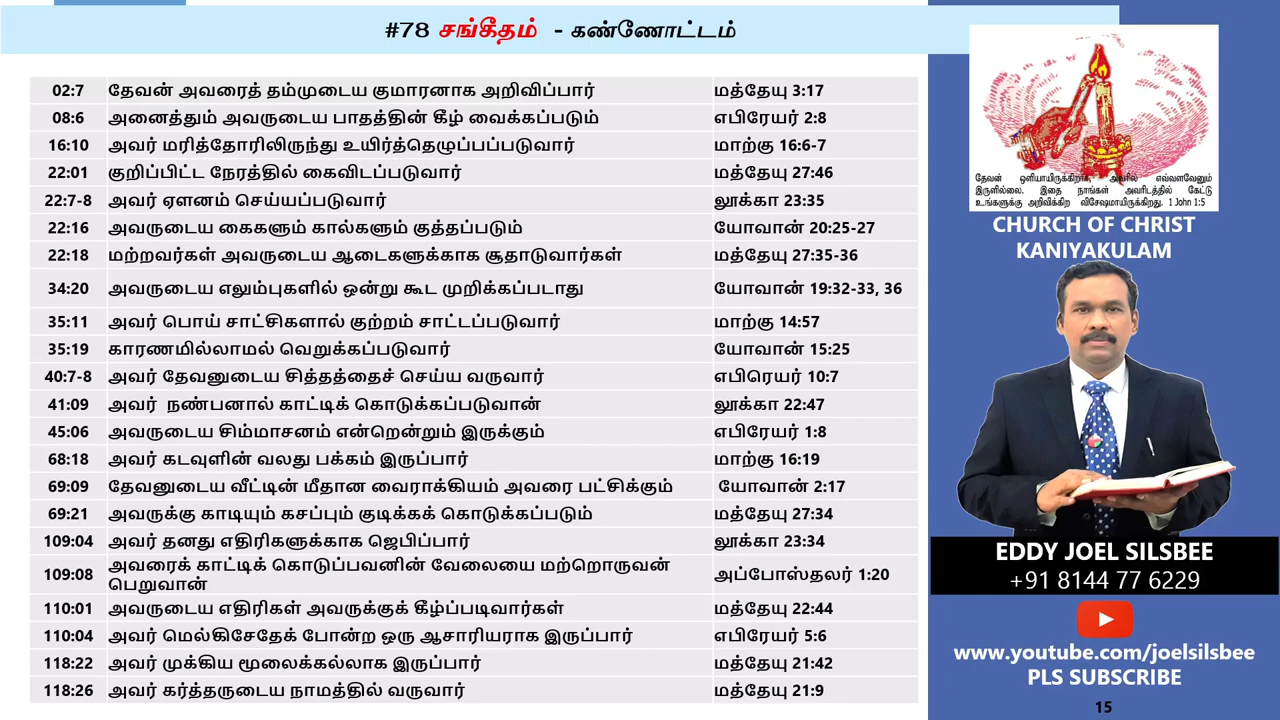 #78 சங்கீதம் - கண்ணோட்டம்
02:7 தேவன் அவரைத் தம்முடைய குமாரனாக அறிவிப்பார் மத்தேயு 3:17
08:6 அனைத்தும் அவருடைய பாதத்தின் கீழ் வைக்கப்படும் எபிரேயர் 2:8
16:10 அவர் மரித்தோரிலிருந்து உயிர்த்தெழுப்பப்படுவார் மாற்கு 16:6-7
22:01 குறிப்பிட்ட நேரத்தில் கைவிடப்படுவார் மத்தேயு 27:46
22:7-8 அவர் ஏளனம் செய்யப்படுவார் லூக்கா 23:35
22:16 அவருடைய கைகளும் கால்களும் குத்தப்படும் யோவான் 20:25-27
22:18 மற்றவர்கள் அவருடைய ஆடைகளுக்காக சூதாடுவார்கள் மத்தேயு 27:35-36
34:20 அவருடைய எலும்புகளில் ஒன்று கூட முறிக்கப்படாது யோவான் 19:32-33, 36
35:11 அவர் பொய் சாட்சிகளால் குற்றம் சாட்டப்படுவார் மாற்கு 14:57
35:19 காரணமில்லாமல் வெறுக்கப்படுவார் யோவான் 15:25
40:7-8 அவர் தேவனுடைய சித்தத்தைச் செய்ய வருவார் எபிரெயர் 10:7
41:09 அவர் நண்பனால் காட்டிக் கொடுக்கப்படுவான் லூக்கா 22:47
45:06 அவருடைய சிம்மாசனம் என்றென்றும் இருக்கும் எபிரேயர் 1:8
68:18 அவர் கடவுளின் வலது பக்கம் இருப்பார் மாற்கு 16:19
69:09 தேவனுடைய வீட்டின் மீதான வைராக்கியம் அவரை பட்சிக்கும் யோவான் 2:17
69:21 அவருக்கு காடியும் கசப்பும் குடிக்கக் கொடுக்கப்படும் மத்தேயு 27:34
109:04 அவர் தனது எதிரிகளுக்காக ஜெபிப்பார் லூக்கா 23:34
109:08 அவரைக் காட்டிக் கொடுப்பவனின் வேலையை மற்றொருவன் பெறுவான் அப்போஸ்தலர் 1:20
110:01 அவருடைய எதிரிகள் அவருக்குக் கீழ்ப்படிவார்கள் மத்தேயு 22:44
110:04 அவர் மெல்கிசேதேக் போன்ற ஒரு ஆசாரியராக இருப்பார் எபிரேயர் 5:6
118:22 அவர் முக்கிய மூலைக்கல்லாக இருப்பார் மத்தேயு 21:42
118:26 அவர் கர்த்தருடைய நாமத்தில் வருவார் மத்தேயு 21:9
தேவன் ஒளியாயிருக்கிறார், அவரில் எவ்வளவேனும்
இருளில்லை. இதை நாங்கள் அவரிடத்தில் கேட்டு
உங்களுக்கு அறிவிக்கிற விசேஷமாயிருக்கிறது. 1 John 1:5
CHURCH OF CHRIST
KANIYAKULAM
EDDY JOEL SILSBEE
+91 8144 77 6229
www.youtube.com/joelsilsbee
PLS SUBSCRIBE
15